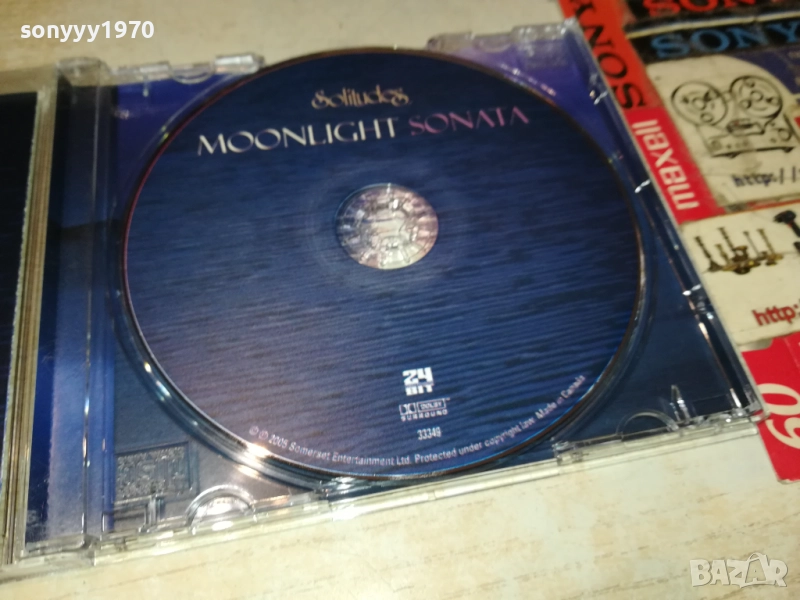 sonyyy1970
Solitudes
MOONLIGHT SONATA
24
BIT
DOLBY
SURROUND
33349
℗ © 2005 Somerset Entertainment Ltd. Protected under copyright law. Made in Canada
SONY
SONY
SONY
maxell
http://
http:
60
BAZAR